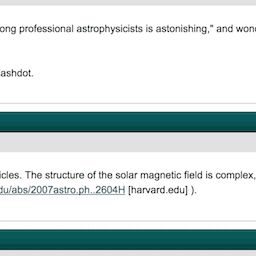 ong professional astrophysicists is astonishing," and wond
ashdot.
icles. The structure of the solar magnetic field is complex,
du/abs/2007astro.ph..2604H [harvard.edu] ).